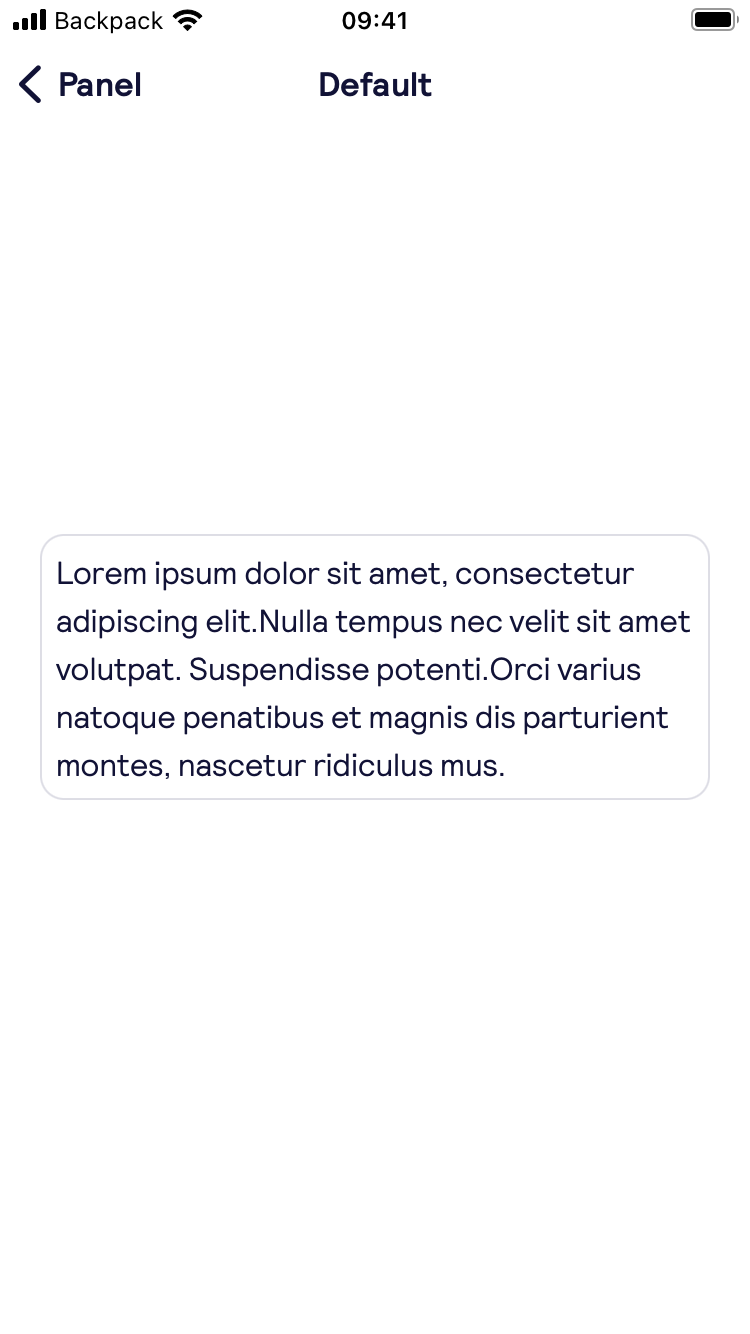 Backpack 09:41
Panel Default
Lorem ipsum dolor sit amet, consectetur
adipiscing elit.Nulla tempus nec velit sit amet
volutpat. Suspendisse potenti.Orci varius
natoque penatibus et magnis dis parturient
montes, nascetur ridiculus mus.